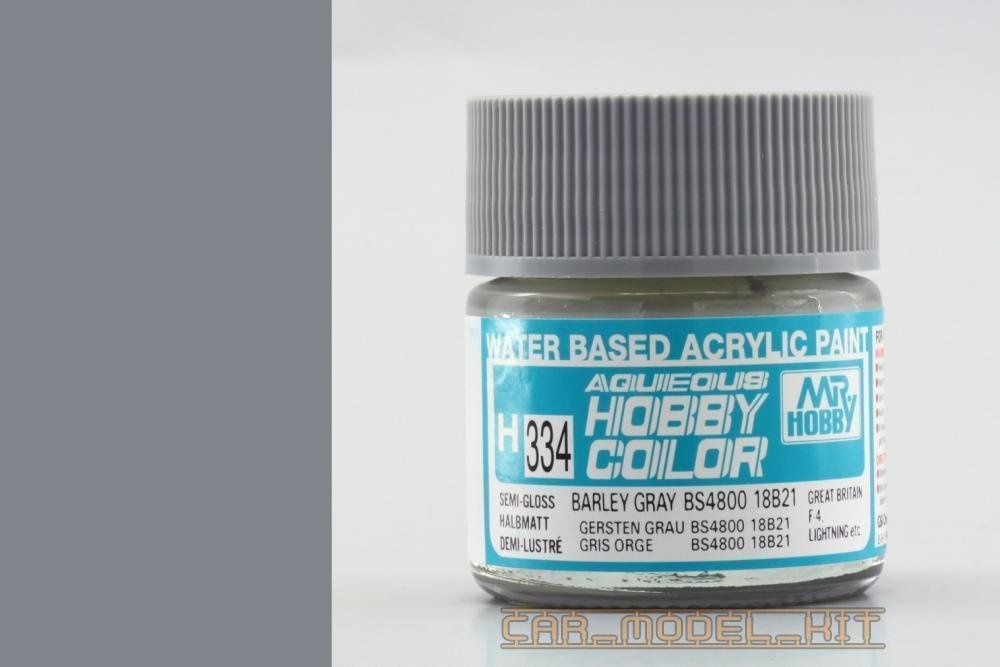 WATER BASED ACRYLIC PAINT
AQUEOUS
HOBBY
COLOR
H 334
MR. HOBBY
SEMI-GLOSS BARLEY GRAY BS4800 18B21 GREAT BRITAIN
HALBMATT GERSTEN GRAU BS4800 18B21 F-4.
DEMI-LUSTRÉ GRIS ORGE BS4800 18B21 LIGHTNING etc.
CAR_MODEL_KIT